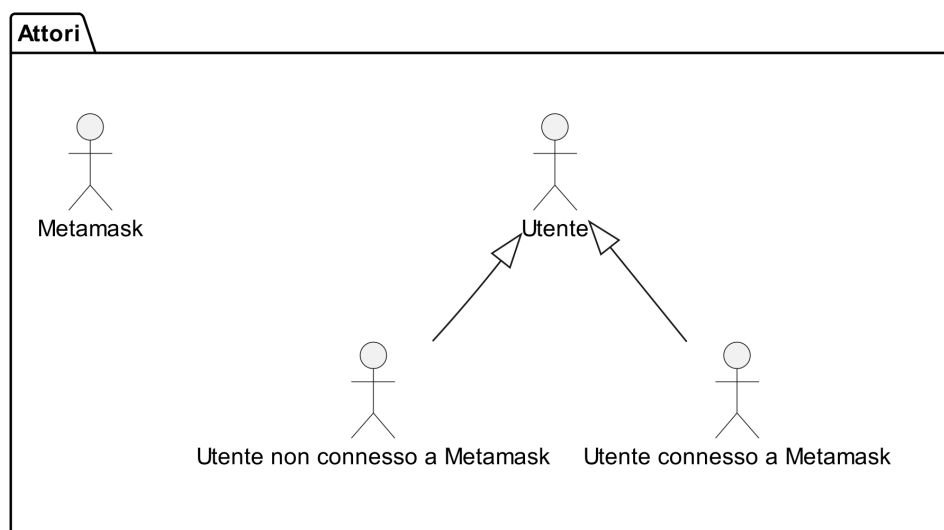 Attori
Metamask
Utente
Utente non connesso a Metamask
Utente connesso a Metamask